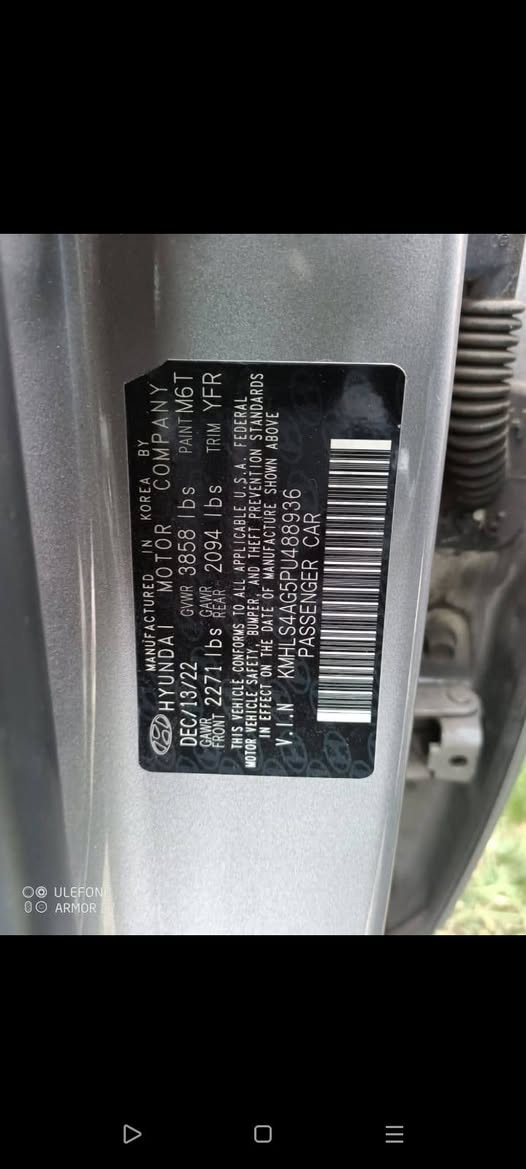 MANUFACTURED IN KOREA BY
HYUNDAI MOTOR COMPANY
DEC/13/22 GVWR 3858 lbs PAINT M6T
GAWR FRONT 2271 lbs GAWR REAR 2094 lbs TRIM YFR
THIS VEHICLE CONFORMS TO ALL APPLICABLE U.S.A. FEDERAL
MOTOR VEHICLE SAFETY, BUMPER, AND THEFT PREVENTION STANDARDS
IN EFFECT ON THE DATE OF MANUFACTURE SHOWN ABOVE
V.I.N KMHLS4AG5PU488936
PASSENGER CAR
ULEFON
ARMOR